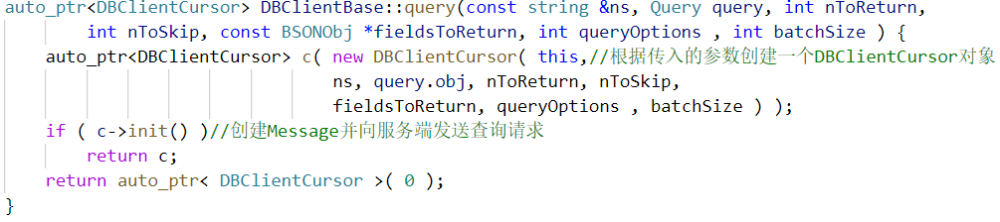 auto_ptr<DBClientCursor> DBClientBase::query(const string &ns, Query query, int nToReturn,
int nToSkip, const BSONObj *fieldsToReturn, int queryOptions , int batchSize ) {
auto_ptr<DBClientCursor> c( new DBClientCursor( this,//根据传入的参数创建一个DBClientCursor对象
ns, query.obj, nToReturn, nToSkip,
fieldsToReturn, queryOptions , batchSize ) );
if ( c->init() )//创建Message并向服务端发送查询请求
return c;
return auto_ptr< DBClientCursor >( 0 );
}